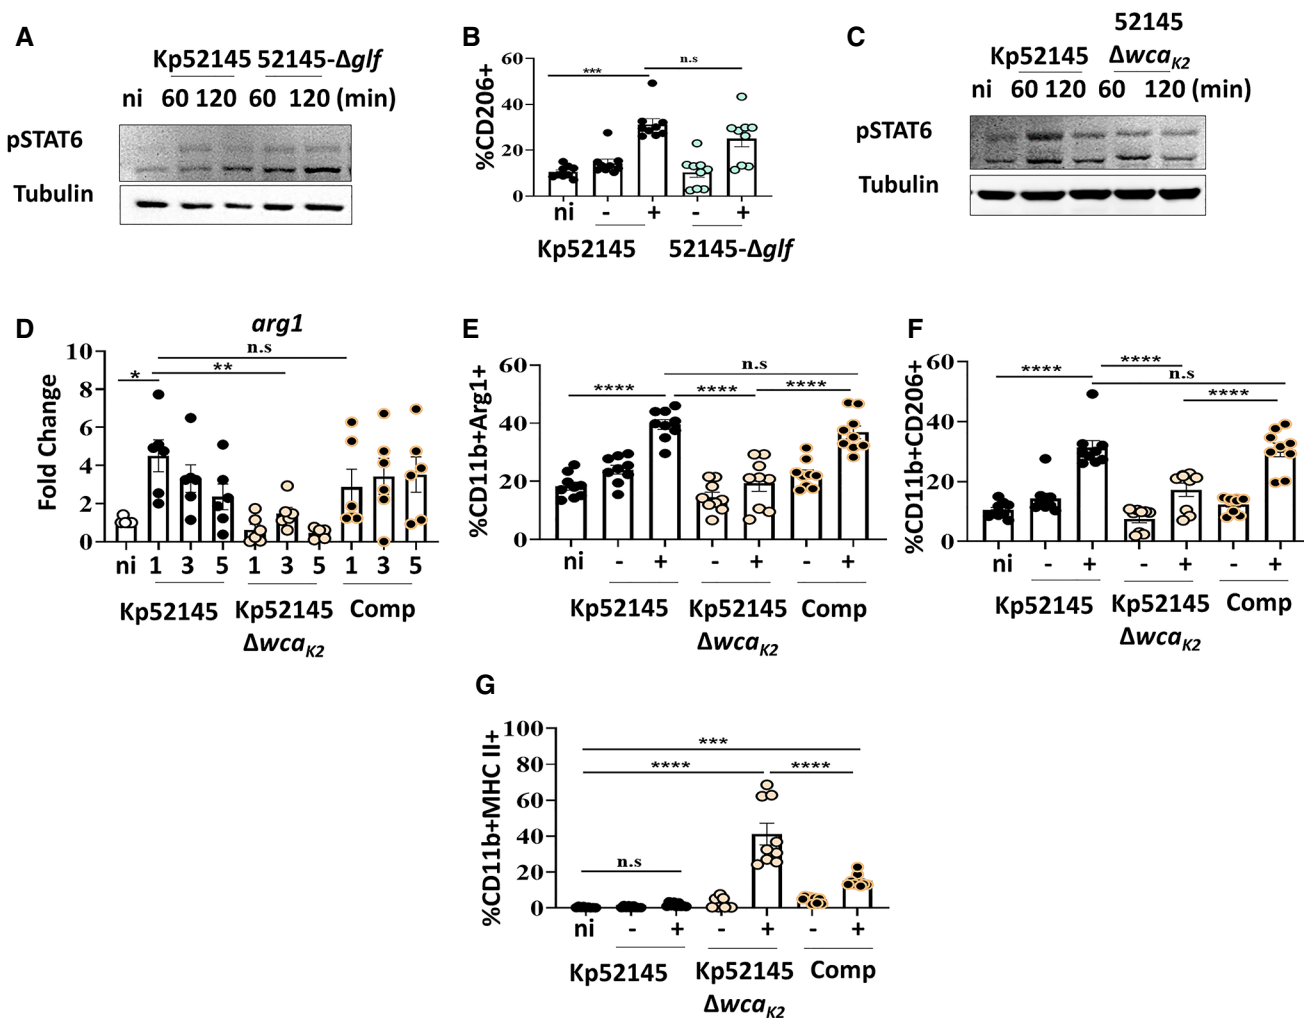 A
Kp52145 52145-Δglf
ni 60 120 60 120 (min)
pSTAT6
Tubulin
B
%CD206+
60
40
20
0
***
n.s
ni - + - +
Kp52145 52145-Δglf
C
52145
Kp52145 ΔwcaK2
ni 60 120 60 120 (min)
pSTAT6
Tubulin
D
arg1
Fold Change
10
8
6
4
2
0
n.s
**
*
ni 1 3 5 1 3 5 1 3 5
Kp52145 Kp52145 Comp
ΔwcaK2
E
%CD11b+Arg1+
60
40
20
0
n.s
**** **** ****
ni - + - + - +
Kp52145 Kp52145 Comp
ΔwcaK2
F
%CD11b+CD206+
60
40
20
0
****
**** n.s
****
ni - + - + - +
Kp52145 Kp52145 Comp
ΔwcaK2
G
%CD11b+MHC II+
100
80
60
40
20
0
***
**** ****
n.s
ni - + - + - +
Kp52145 Kp52145 Comp
ΔwcaK2